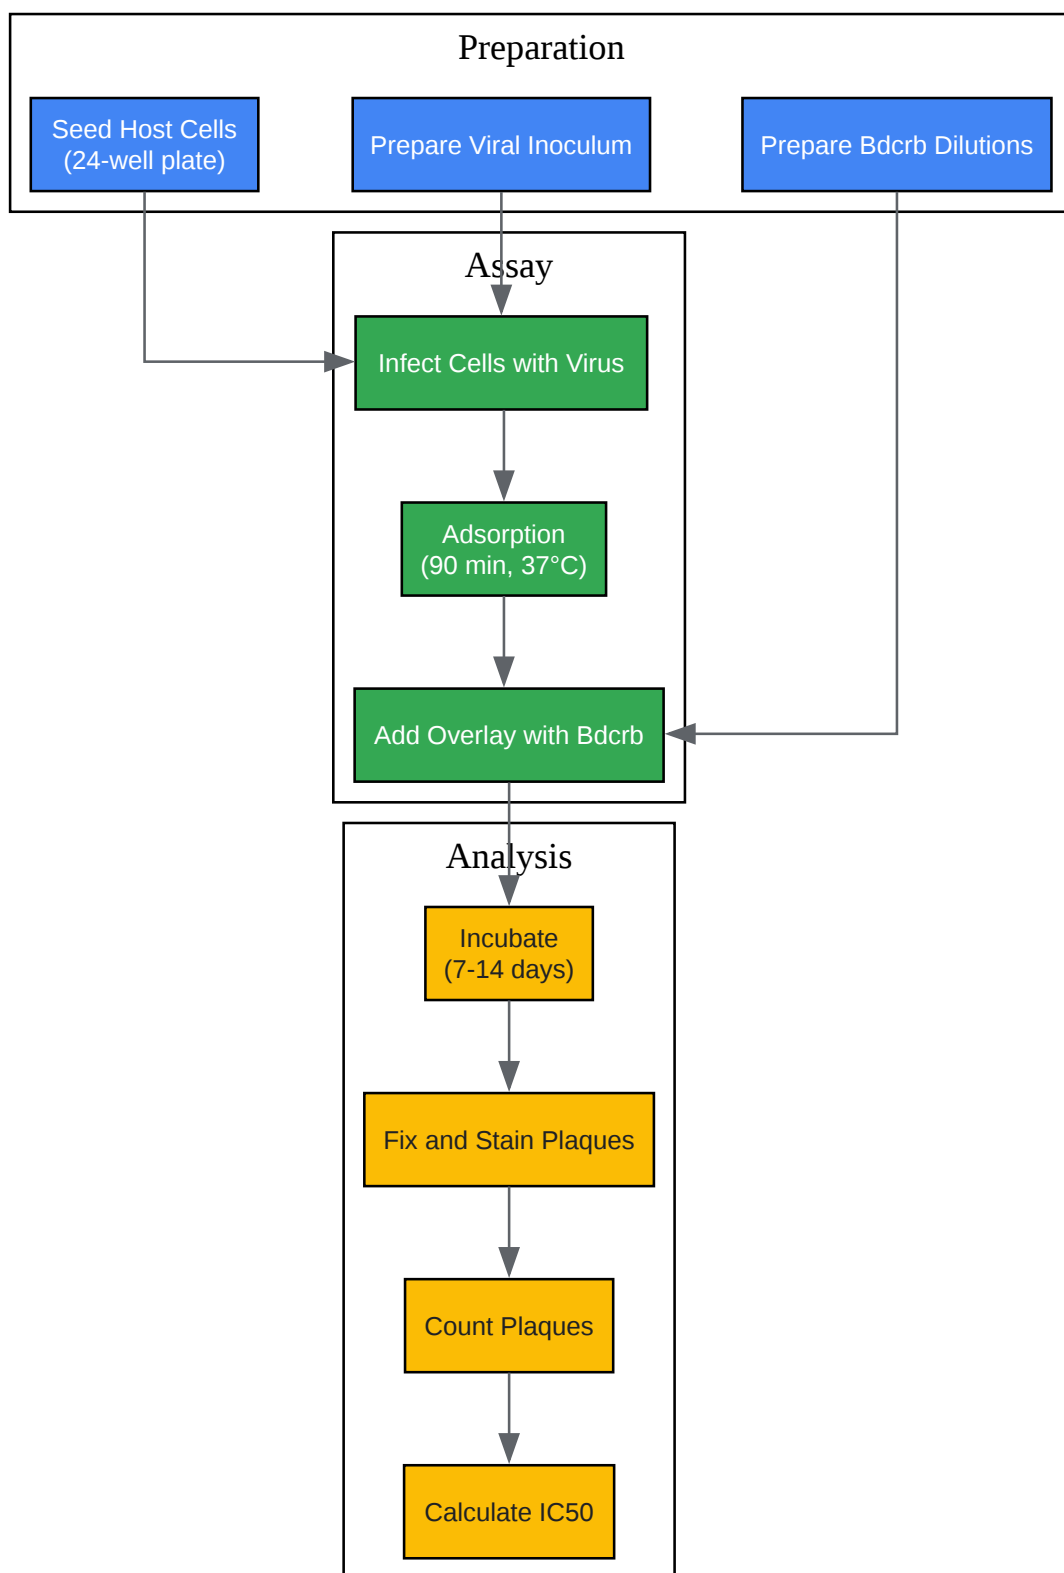 Preparation
Seed Host Cells
(24-well plate)
Prepare Viral Inoculum
Prepare Bdcrb Dilutions
Assay
Infect Cells with Virus
Adsorption
(90 min, 37°C)
Add Overlay with Bdcrb
Analysis
Incubate
(7-14 days)
Fix and Stain Plaques
Count Plaques
Calculate IC50